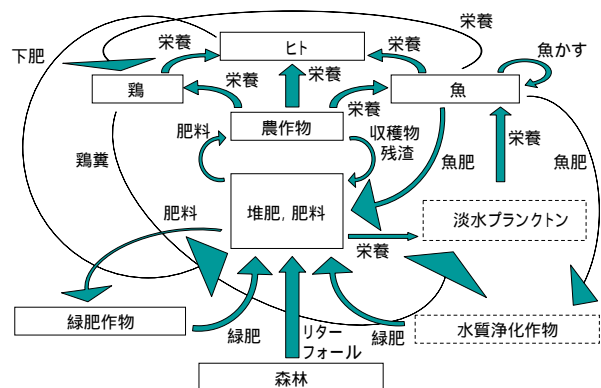 栄養
下肥
栄養
ヒト
栄養
魚かす
鶏
栄養
栄養
栄養
魚
肥料
農作物
収穫物
残渣
栄養
鶏糞
魚肥
魚肥
肥料
堆肥, 肥料
淡水プランクトン
栄養
緑肥作物
緑肥
リター
フォール
緑肥
水質浄化作物
森林